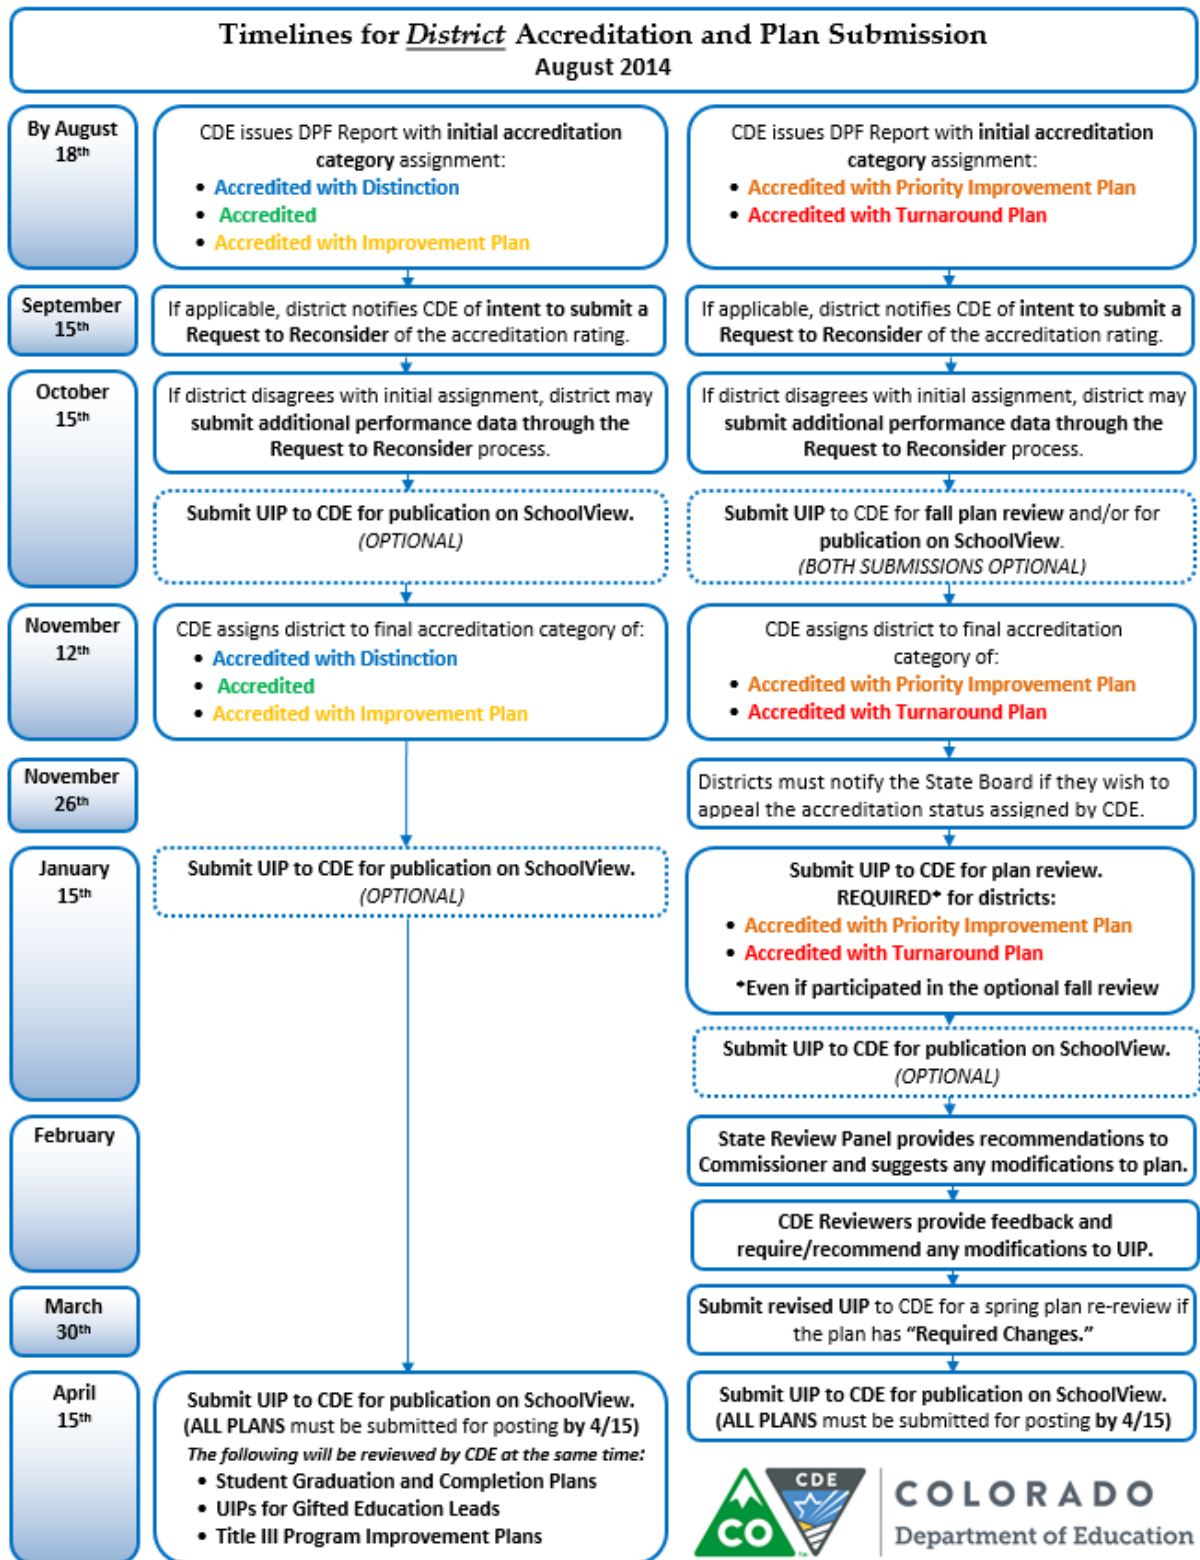 Timelines for District Accreditation and Plan Submission
August 2014
By August
18th
CDE issues DPF Report with initial accreditation
category assignment:
• Accredited with Distinction
• Accredited
• Accredited with Improvement Plan
CDE issues DPF Report with initial accreditation
category assignment:
• Accredited with Priority Improvement Plan
• Accredited with Turnaround Plan
September
15th
If applicable, district notifies CDE of intent to submit a
Request to Reconsider of the accreditation rating.
If applicable, district notifies CDE of intent to submit a
Request to Reconsider of the accreditation rating.
October
15th
If district disagrees with initial assignment, district may
submit additional performance data through the
Request to Reconsider process.
If district disagrees with initial assignment, district may
submit additional performance data through the
Request to Reconsider process.
Submit UIP to CDE for publication on SchoolView.
(OPTIONAL)
Submit UIP to CDE for fall plan review and/or for
publication on SchoolView.
(BOTH SUBMISSIONS OPTIONAL)
November
12th
CDE assigns district to final accreditation category of:
• Accredited with Distinction
• Accredited
• Accredited with Improvement Plan
CDE assigns district to final accreditation
category of:
• Accredited with Priority Improvement Plan
• Accredited with Turnaround Plan
November
26th
Districts must notify the State Board if they wish to
appeal the accreditation status assigned by CDE.
January
15th
Submit UIP to CDE for publication on SchoolView.
(OPTIONAL)
Submit UIP to CDE for plan review.
REQUIRED* for districts:
• Accredited with Priority Improvement Plan
• Accredited with Turnaround Plan
*Even if participated in the optional fall review
Submit UIP to CDE for publication on SchoolView.
(OPTIONAL)
February
State Review Panel provides recommendations to
Commissioner and suggests any modifications to plan.
CDE Reviewers provide feedback and
require/recommend any modifications to UIP.
March
30th
Submit revised UIP to CDE for a spring plan re-review if
the plan has "Required Changes."
April
15th
Submit UIP to CDE for publication on SchoolView.
(ALL PLANS must be submitted for posting by 4/15)
The following will be reviewed by CDE at the same time:
• Student Graduation and Completion Plans
• UIPs for Gifted Education Leads
• Title III Program Improvement Plans
Submit UIP to CDE for publication on SchoolView.
(ALL PLANS must be submitted for posting by 4/15)
CO
CDE
COLORADO
Department of Education